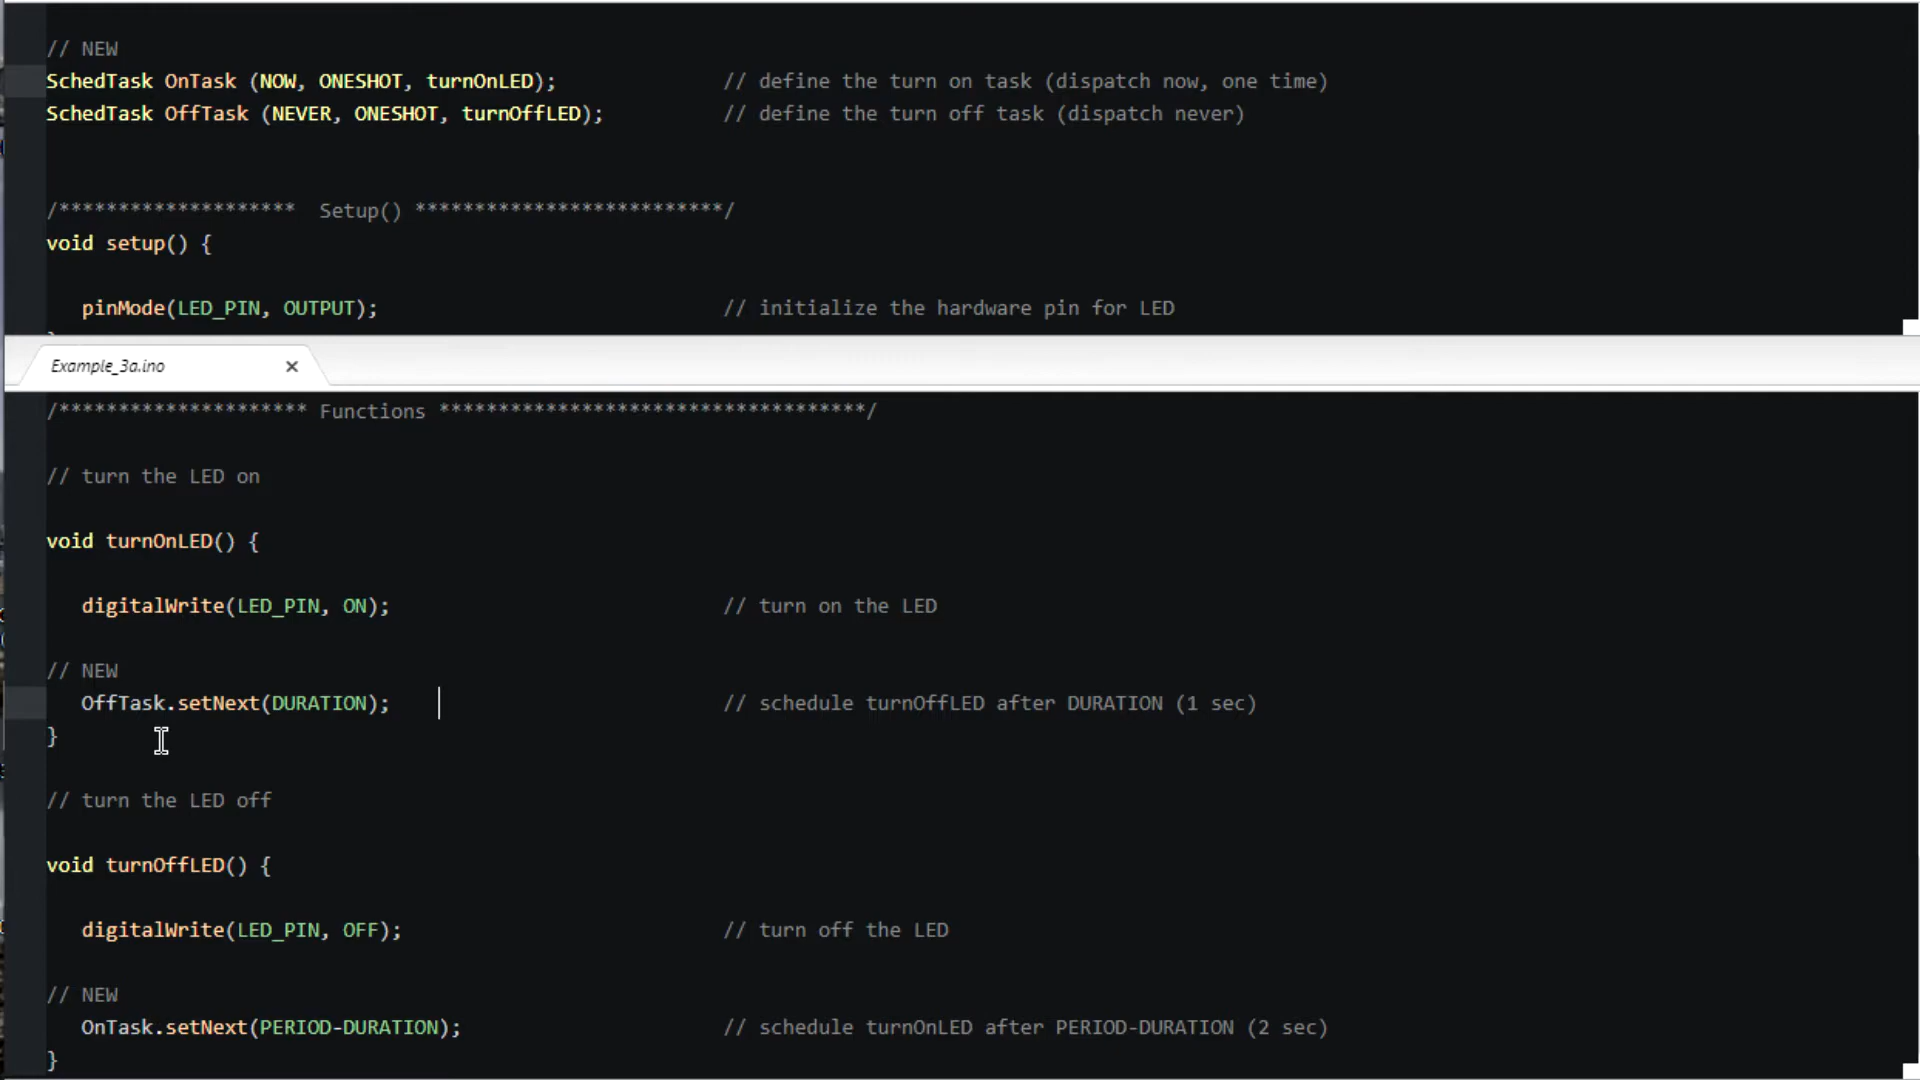 // NEW
SchedTask OnTask (NOW, ONESHOT, turnOnLED); // define the turn on task (dispatch now, one time)
SchedTask OffTask (NEVER, ONESHOT, turnOffLED); // define the turn off task (dispatch never)
/******************** Setup() **************************/
void setup() {
pinMode(LED_PIN, OUTPUT); // initialize the hardware pin for LED
Example_3a.ino
/********************* Functions ************************************/
// turn the LED on
void turnOnLED() {
digitalWrite(LED_PIN, ON); // turn on the LED
// NEW
OffTask.setNext(DURATION); // schedule turnOffLED after DURATION (1 sec)
}
// turn the LED off
void turnOffLED() {
digitalWrite(LED_PIN, OFF); // turn off the LED
// NEW
OnTask.setNext(PERIOD-DURATION); // schedule turnOnLED after PERIOD-DURATION (2 sec)
}